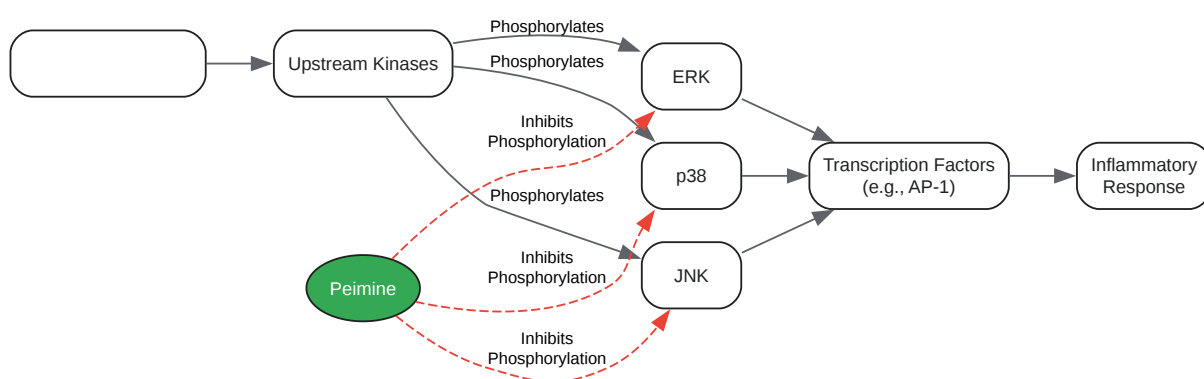 Phosphorylates
Upstream Kinases
Phosphorylates
ERK
Inhibits
Phosphorylation
Transcription Factors
(e.g., AP-1)
Inflammatory
Response
p38
Phosphorylates
Inhibits
Phosphorylation
JNK
Peimine
Inhibits
Phosphorylation